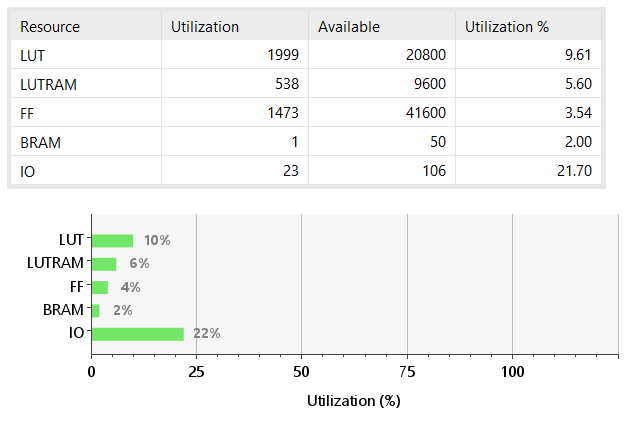 Resource Utilization Available Utilization %
LUT 1999 20800 9.61
LUTRAM 538 9600 5.60
FF 1473 41600 3.54
BRAM 1 50 2.00
IO 23 106 21.70
LUT 10%
LUTRAM 6%
FF 4%
BRAM 2%
IO 22%
0 25 50 75 100
Utilization (%)